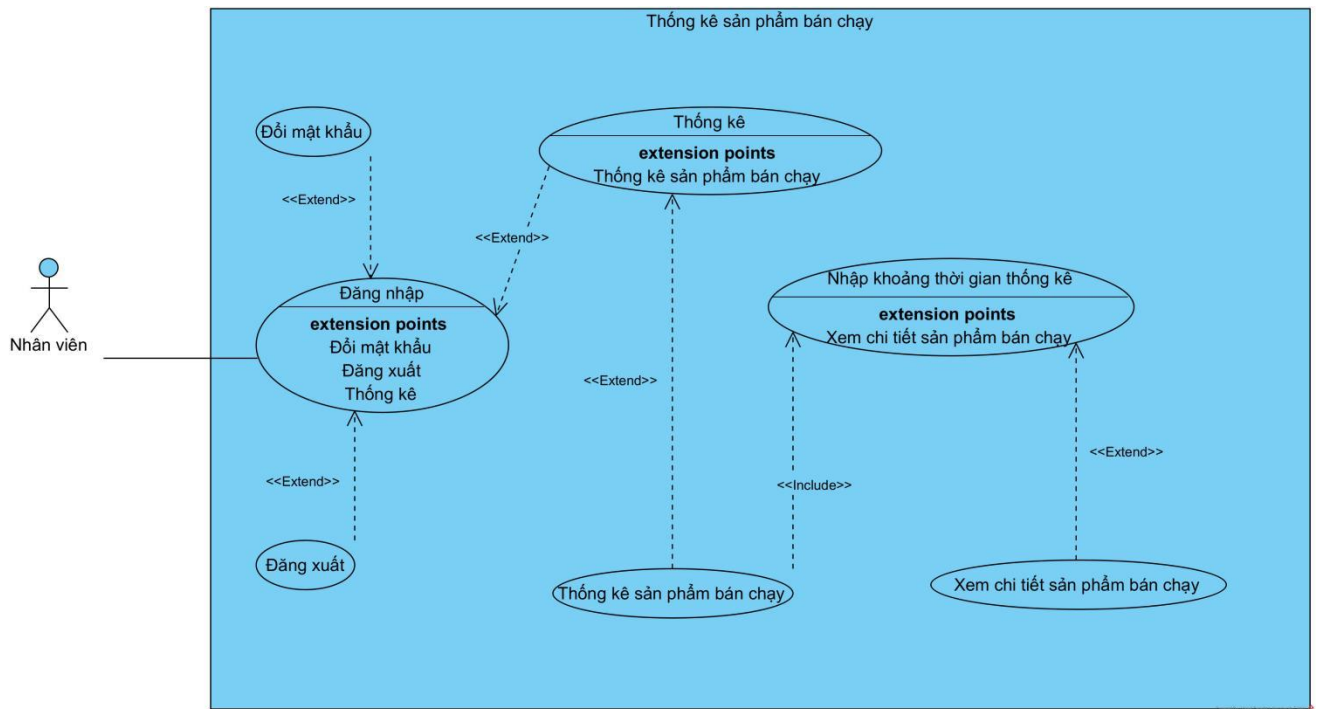 Thống kê sản phẩm bán chạy
Đổi mật khẩu
Thống kê
extension points
Thống kê sản phẩm bán chạy
<<Extend>>
<<Extend>>
Nhân viên
Đăng nhập
extension points
Đổi mật khẩu
Đăng xuất
Thống kê
Nhập khoảng thời gian thống kê
extension points
Xem chi tiết sản phẩm bán chạy
<<Extend>>
<<Extend>>
<<Extend>>
<<Include>>
Đăng xuất
Thống kê sản phẩm bán chạy
Xem chi tiết sản phẩm bán chạy